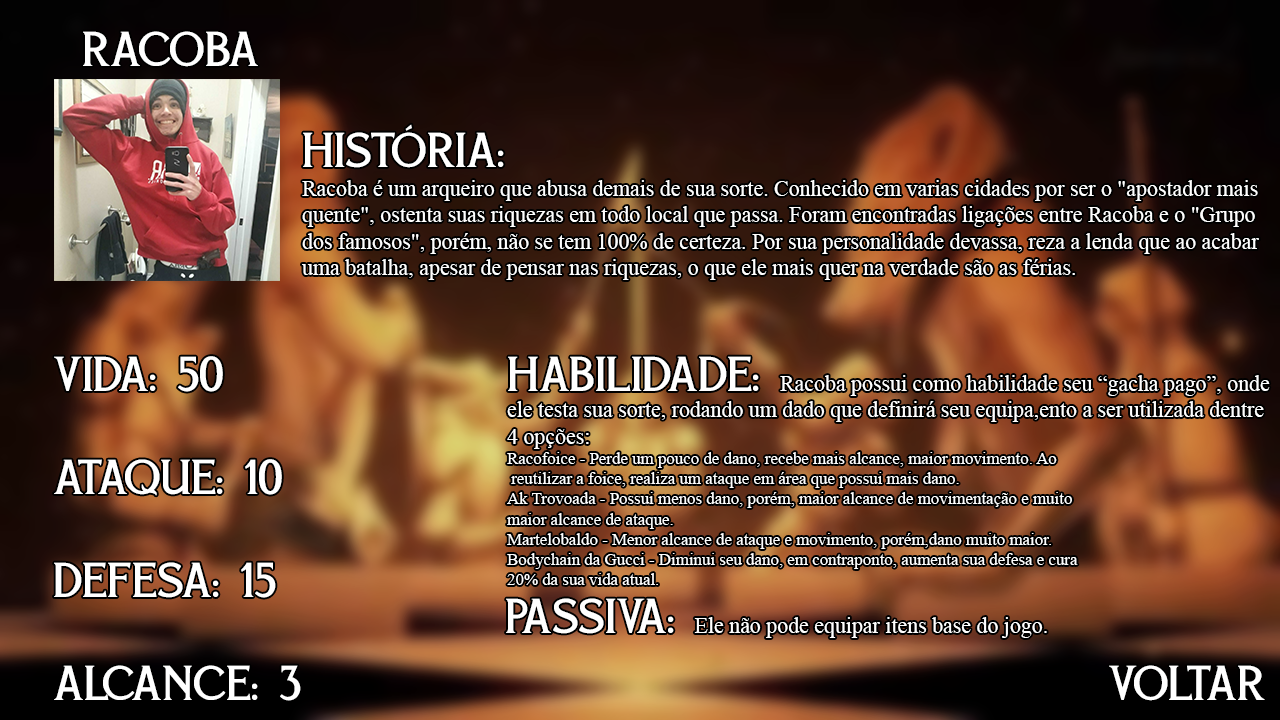 RACOBA
HISTÓRIA:
Racoba é um arqueiro que abusa demais de sua sorte. Conhecido em varias cidades por ser o "apostador mais
quente", ostenta suas riquezas em todo local que passa. Foram encontradas ligações entre Racoba e o "Grupo
dos famosos", porém, não se tem 100% de certeza. Por sua personalidade devassa, reza a lenda que ao acabar
uma batalha, apesar de pensar nas riquezas, o que ele mais quer na verdade são as férias.
VIDA: 50
ATAQUE: 10
DEFESA: 15
ALCANCE: 3
HABILIDADE: Racoba possui como habilidade seu “gacha pago”, onde
ele testa sua sorte, rodando um dado que definirá seu equipa,ento a ser utilizada dentre
4 opções:
Racofoice - Perde um pouco de dano, recebe mais alcance, maior movimento. Ao
reutilizar a foice, realiza um ataque em área que possui mais dano.
Ak Trovoada - Possui menos dano, porém, maior alcance de movimentação e muito
maior alcance de ataque.
Martelobaldo - Menor alcance de ataque e movimento, porém,dano muito maior.
Bodychain da Gucci - Diminui seu dano, em contraponto, aumenta sua defesa e cura
20% da sua vida atual.
PASSIVA: Ele não pode equipar itens base do jogo.
VOLTAR